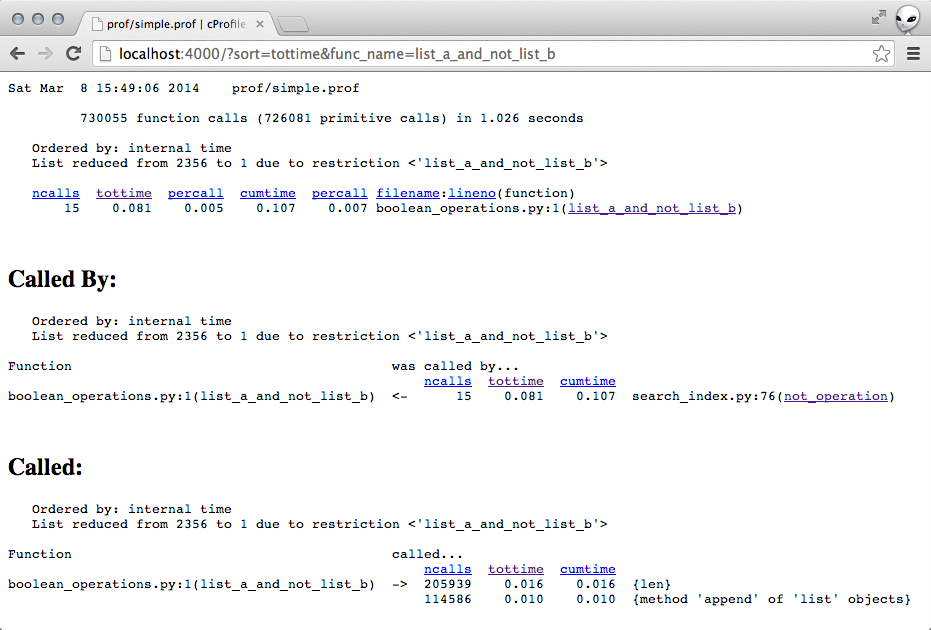 prof/simple.prof | cProfile
localhost:4000/?sort=tottime&func_name=list_a_and_not_list_b
Sat Mar  8 15:49:06 2014    prof/simple.prof
         730055 function calls (726081 primitive calls) in 1.026 seconds
   Ordered by: internal time
   List reduced from 2356 to 1 due to restriction <'list_a_and_not_list_b'>
   ncalls  tottime  percall  cumtime  percall filename:lineno(function)
       15    0.081    0.005    0.107    0.007 boolean_operations.py:1(list_a_and_not_list_b)
Called By:
   Ordered by: internal time
   List reduced from 2356 to 1 due to restriction <'list_a_and_not_list_b'>
Function                                        was called by...
                                                    ncalls  tottime  cumtime
boolean_operations.py:1(list_a_and_not_list_b)  <-      15    0.081    0.107  search_index.py:76(not_operation)
Called:
   Ordered by: internal time
   List reduced from 2356 to 1 due to restriction <'list_a_and_not_list_b'>
Function                                        called...
                                                    ncalls  tottime  cumtime
boolean_operations.py:1(list_a_and_not_list_b)  ->  205939    0.016    0.016  {len}
                                                    114586    0.010    0.010  {method 'append' of 'list' objects}